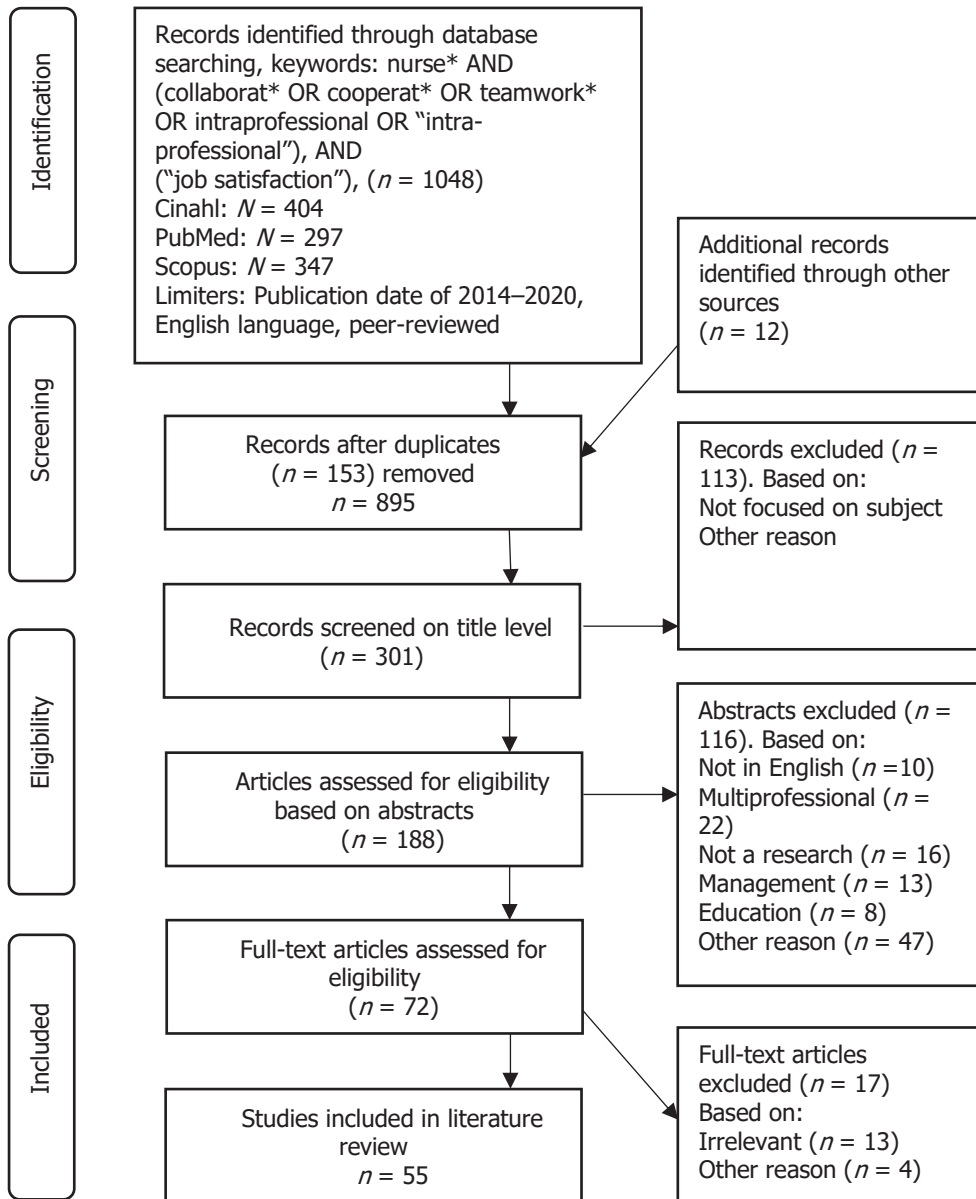 Identification
Records identified through database
searching, keywords: nurse* AND
(collaborat* OR cooperat* OR teamwork*
OR intraprofessional OR “intra-
professional”), AND
(“job satisfaction”), (n = 1048)
Cinahl: N = 404
PubMed: N = 297
Scopus: N = 347
Limiters: Publication date of 2014–2020,
English language, peer-reviewed
Additional records
identified through other
sources
(n = 12)
Screening
Records after duplicates
(n = 153) removed
n = 895
Records excluded (n =
113). Based on:
Not focused on subject
Other reason
Records screened on title level
(n = 301)
Eligibility
Articles assessed for eligibility
based on abstracts
(n = 188)
Abstracts excluded (n =
116). Based on:
Not in English (n =10)
Multiprofessional (n =
22)
Not a research (n = 16)
Management (n = 13)
Education (n = 8)
Other reason (n = 47)
Full-text articles assessed for
eligibility
(n = 72)
Included
Full-text articles
excluded (n = 17)
Based on:
Irrelevant (n = 13)
Other reason (n = 4)
Studies included in literature
review
n = 55